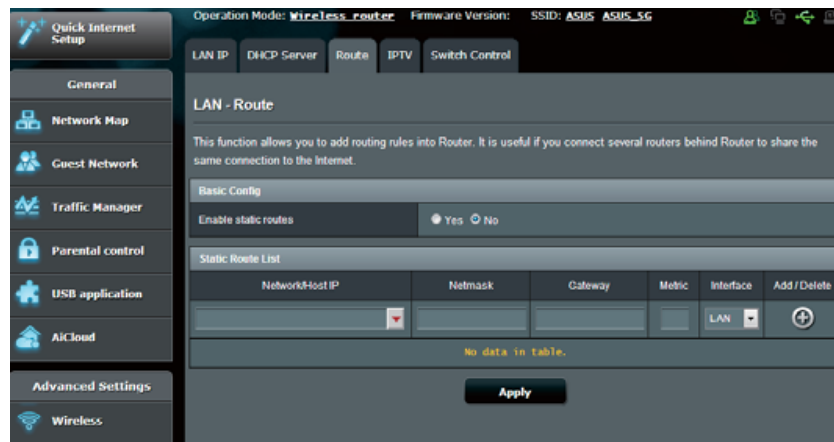 Quick Internet
Setup
Operation Mode: Wireless router Firmware Version: SSID: ASUS ASUS_5G
LAN IP DHCP Server Route IPTV Switch Control
General
Network Map
Guest Network
Traffic Manager
Parental control
USB application
AiCloud
Advanced Settings
Wireless
LAN - Route
This function allows you to add routing rules into Router. It is useful if you connect several routers behind Router to share the
same connection to the Internet.
Basic Config
Enable static routes Yes No
Static Route List
Network/Host IP Netmask Gateway Metric Interface Add / Delete
LAN
No data in table.
Apply